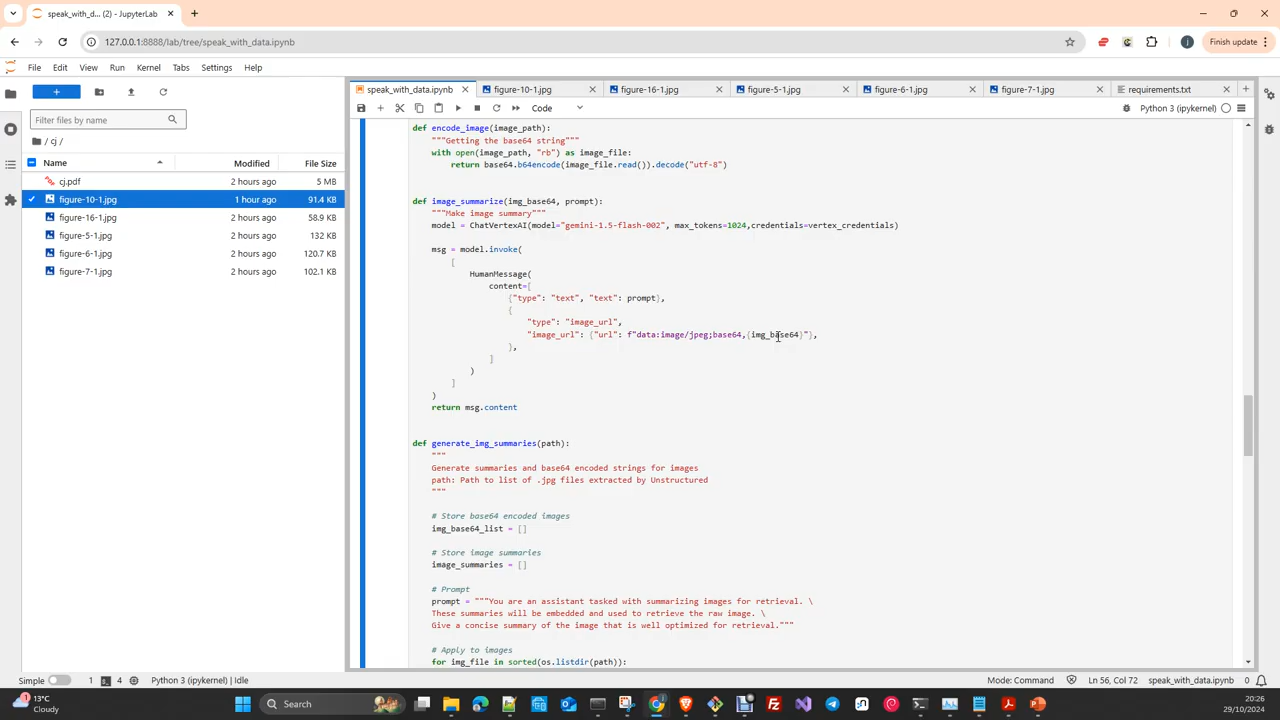 speak_with_d... (2) - JupyterLab
127.0.0.1:8888/lab/tree/speak_with_data.ipynb
Finish update
File Edit View Run Kernel Tabs Settings Help
speak_with_data.ipynb figure-10-1.jpg figure-16-1.jpg figure-5-1.jpg figure-6-1.jpg figure-7-1.jpg requirements.txt
Code Python 3 (ipykernel)
Filter files by name
/ cj /
Name Modified File Size
cj.pdf 2 hours ago 5 MB
figure-10-1.jpg 1 hour ago 91.4 KB
figure-16-1.jpg 2 hours ago 58.9 KB
figure-5-1.jpg 2 hours ago 132 KB
figure-6-1.jpg 2 hours ago 120.7 KB
figure-7-1.jpg 2 hours ago 102.1 KB
def encode_image(image_path):
"""Getting the base64 string"""
with open(image_path, "rb") as image_file:
return base64.b64encode(image_file.read()).decode("utf-8")
def image_summarize(img_base64, prompt):
"""Make image summary"""
model = ChatVertexAI(model="gemini-1.5-flash-002", max_tokens=1024,credentials=vertex_credentials)
msg = model.invoke(
[
HumanMessage(
content=[
{"type": "text", "text": prompt},
{
"type": "image_url",
"image_url": {"url": f"data:image/jpeg;base64,{img_base64}"},
},
]
)
]
)
return msg.content
def generate_img_summaries(path):
"""
Generate summaries and base64 encoded strings for images
path: Path to list of .jpg files extracted by Unstructured
"""
# Store base64 encoded images
img_base64_list = []
# Store image summaries
image_summaries = []
# Prompt
prompt = """You are an assistant tasked with summarizing images for retrieval. \
These summaries will be embedded and used to retrieve the raw image. \
Give a concise summary of the image that is well optimized for retrieval."""
# Apply to images
for img_file in sorted(os.listdir(path)):
Simple 1 4 Python 3 (ipykernel) | Idle Mode: Command Ln 56, Col 72 speak_with_data.ipynb 0
13°C
Cloudy
Search
20:26
29/10/2024